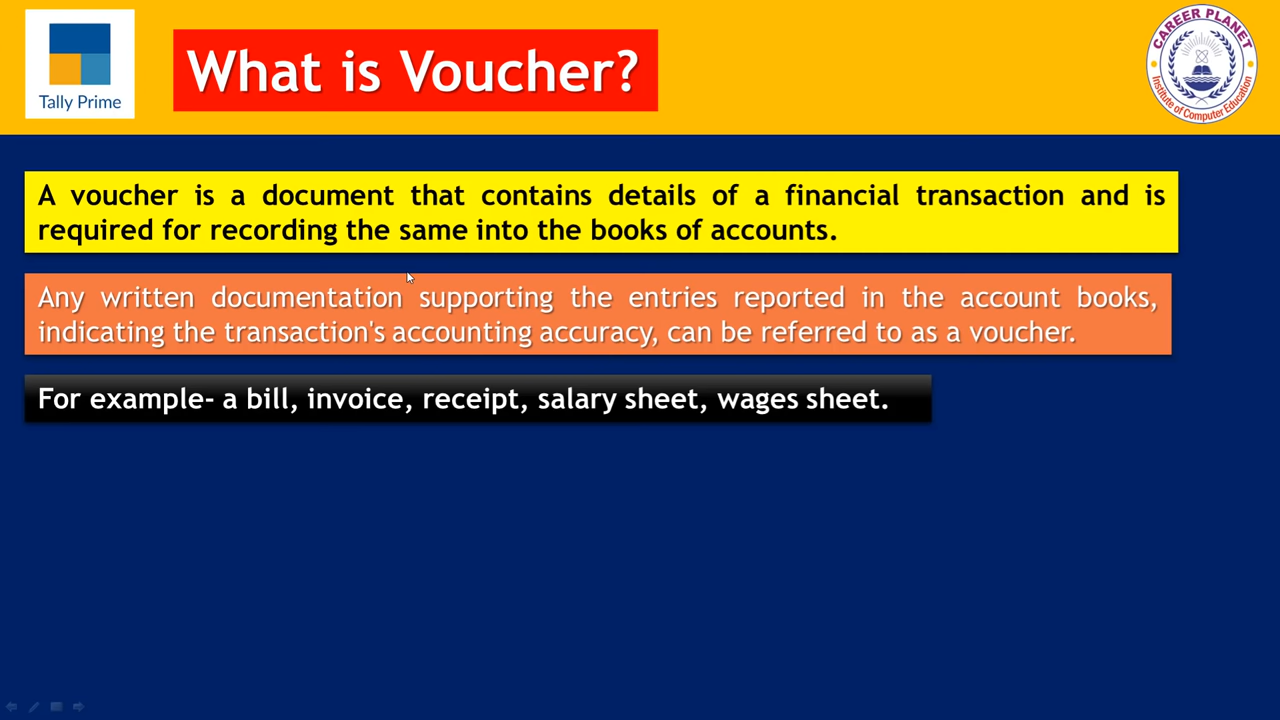 Tally Prime
What is Voucher?
CAREER PLANET
Institute of Computer Education
A voucher is a document that contains details of a financial transaction and is
required for recording the same into the books of accounts.
Any written documentation supporting the entries reported in the account books,
indicating the transaction's accounting accuracy, can be referred to as a voucher.
For example- a bill, invoice, receipt, salary sheet, wages sheet.